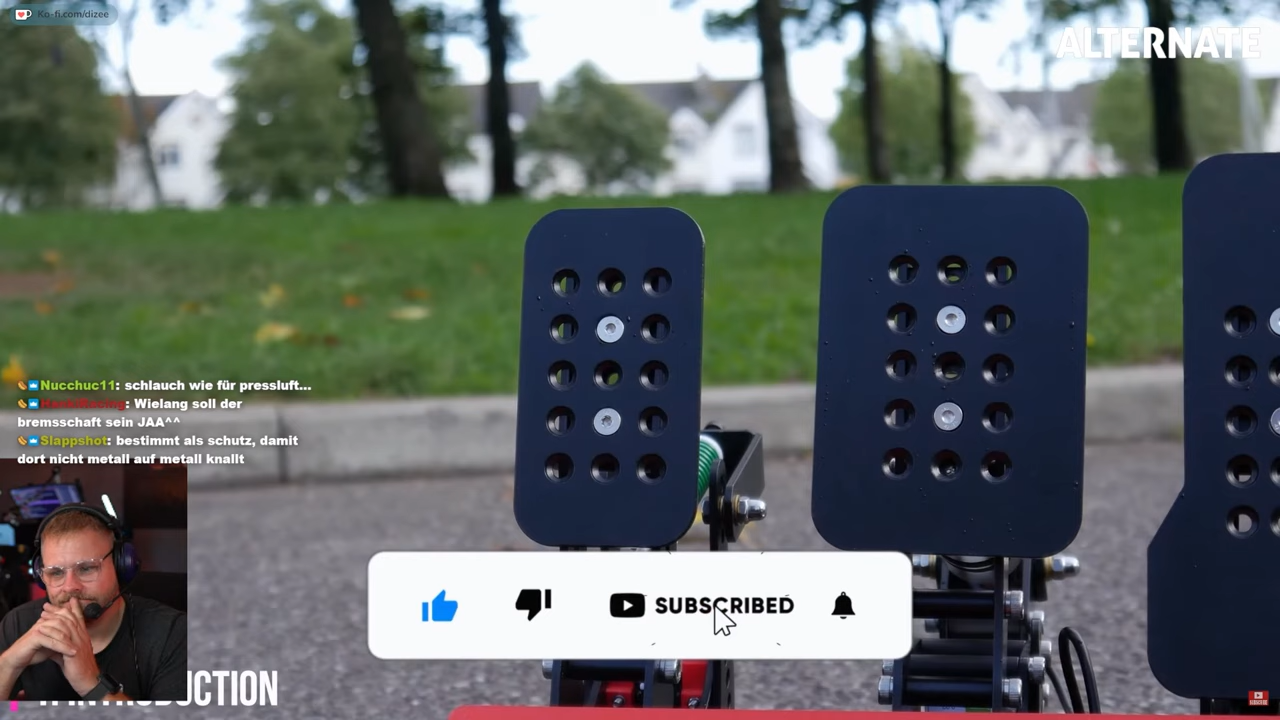 Ko-fi.com/dizee
ALTERNATE
Nucchuc11: schlauch wie für pressluft...
: Wielang soll der
bremsschaft sein JAA^^
Slappshot: bestimmt als schutz, damit
dort nicht metall auf metall knallt
SUBSCRIBED